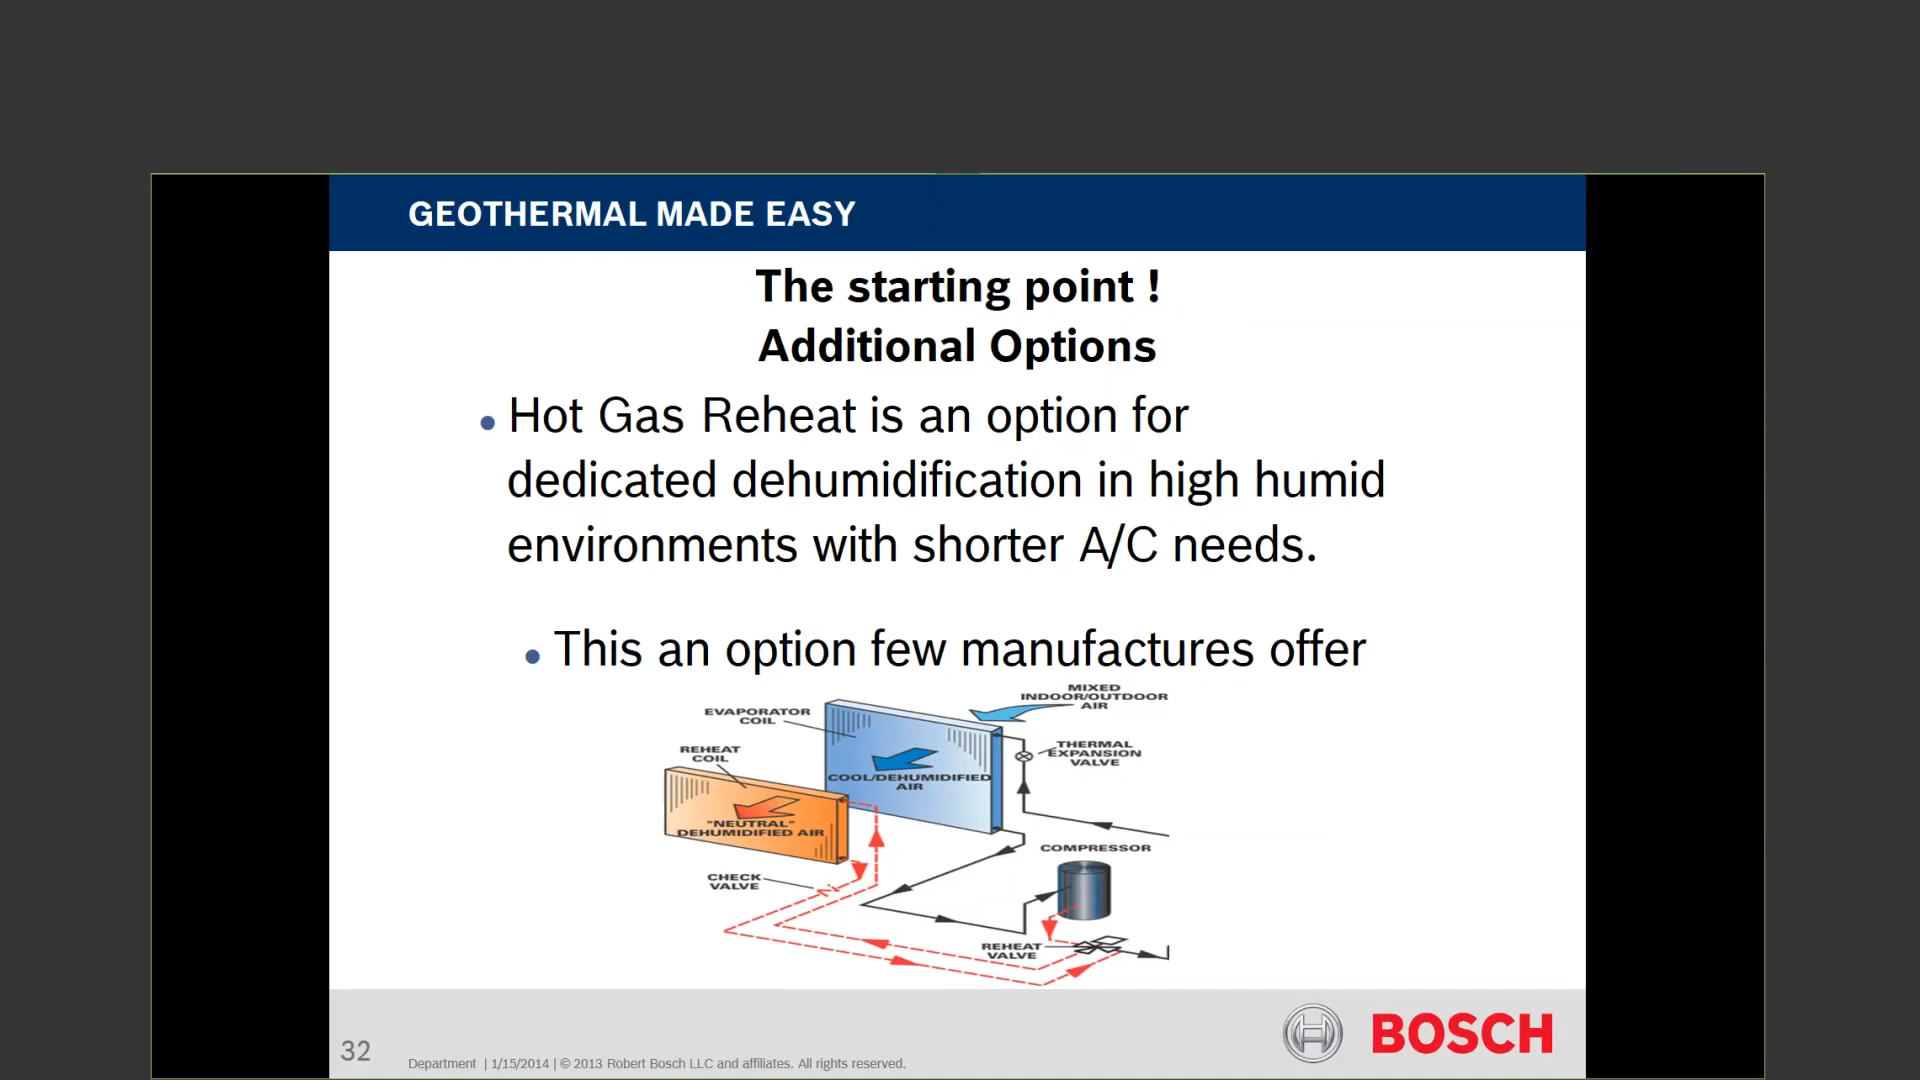 GEOTHERMAL MADE EASY
The starting point !
Additional Options
Hot Gas Reheat is an option for
dedicated dehumidification in high humid
environments with shorter A/C needs.
This an option few manufactures offer
MIXED
INDOOR/OUTDOOR
AIR
EVAPORATOR
COIL
THERMAL
EXPANSION
VALVE
REHEAT
COIL
COOL/DEHUMIDIFIED
AIR
"NEUTRAL"
DEHUMIDIFIED AIR
COMPRESSOR
CHECK
VALVE
REHEAT
VALVE
32
Department | 1/15/2014 | © 2013 Robert Bosch LLC and affiliates. All rights reserved.
BOSCH